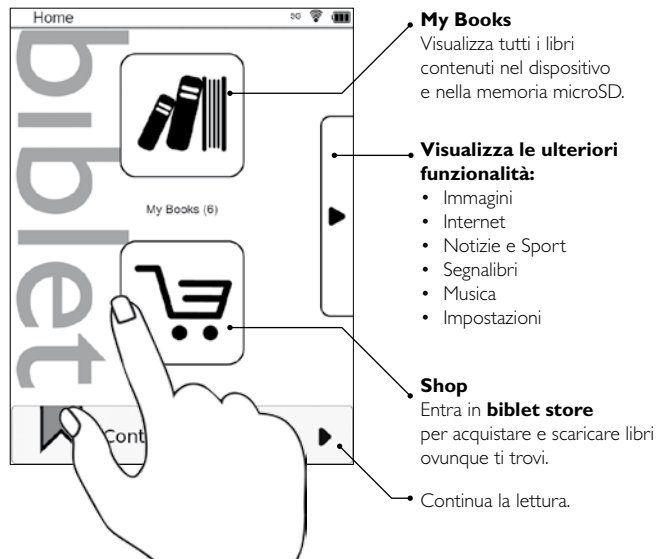 Home
3G
biblet
My Books (6)
Cont
My Books
Visualizza tutti i libri
contenuti nel dispositivo
e nella memoria microSD.
Visualizza le ulteriori
funzionalità:
• Immagini
• Internet
• Notizie e Sport
• Segnalibri
• Musica
• Impostazioni
Shop
Entra in biblet store
per acquistare e scaricare libri
ovunque ti trovi.
Continua la lettura.